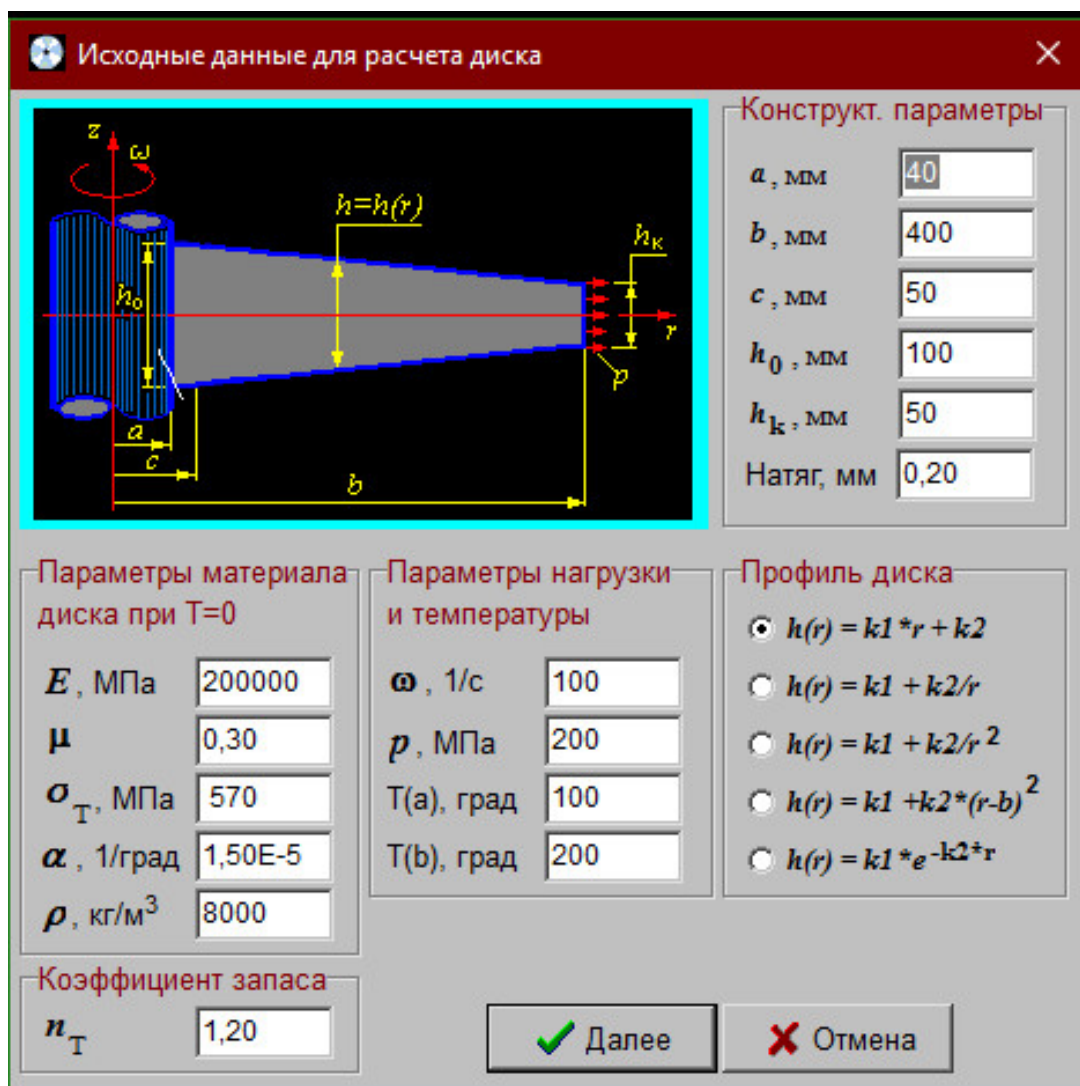 Исходные данные для расчета диска
z
ω
h=h(r)
hк
h0
r
p
a
c
b
Конструкт. параметры
a, мм 40
b, мм 400
c, мм 50
h0, мм 100
hk, мм 50
Натяг, мм 0,20
Параметры материала
диска при T=0
E, МПа 200000
μ 0,30
σT, МПа 570
α, 1/град 1,50E-5
ρ, кг/м3 8000
Параметры нагрузки
и температуры
ω, 1/с 100
p, МПа 200
T(a), град 100
T(b), град 200
Профиль диска
h(r) = k1*r + k2
h(r) = k1 + k2/r
h(r) = k1 + k2/r 2
h(r) = k1 +k2*(r-b)2
h(r) = k1*e -k2*r
Коэффициент запаса
nT 1,20
Далее
Отмена